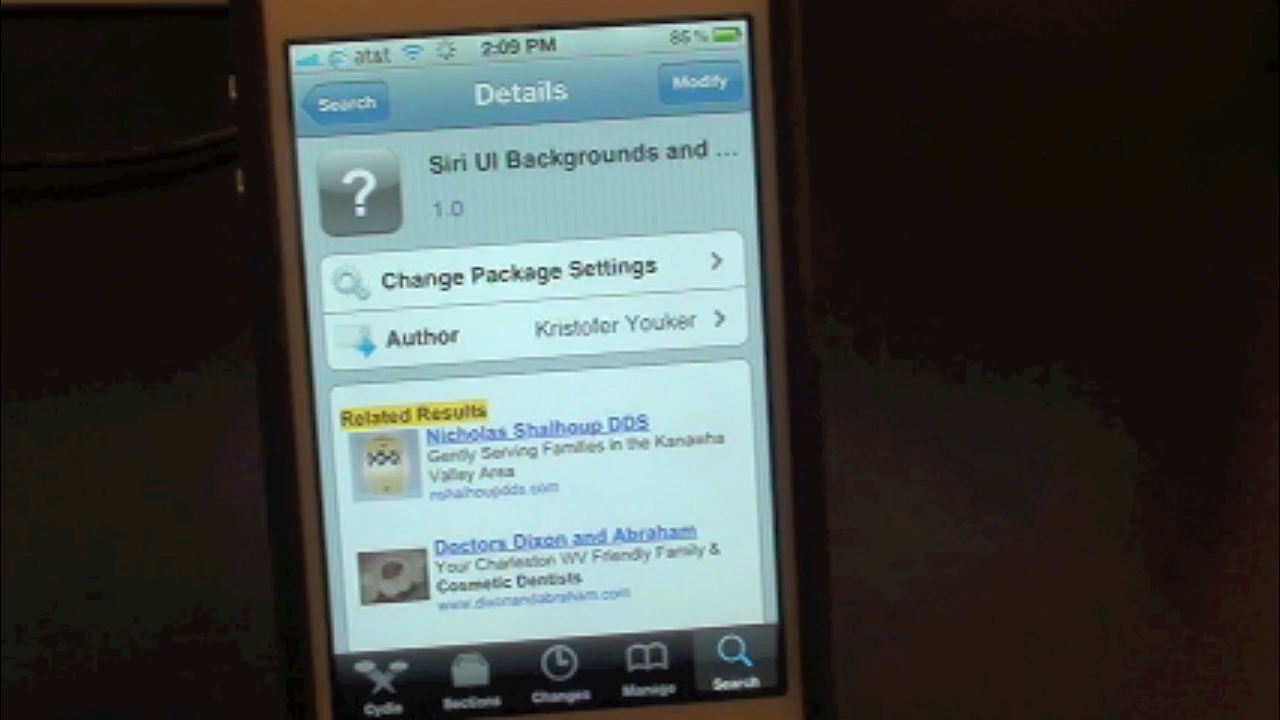 at&t 2:09 PM 85%
Search Details Modify
Siri UI Backgrounds and ...
1.0
Change Package Settings
Author Kristofer Youker
Related Results
Nicholas Shalhoup DDS
Gently Serving Families in the Kanawha
Valley Area
nshalhoupdds.com
Doctors Dixon and Abraham
Your Charleston WV Friendly Family &
Cosmetic Dentists
www.dixonandabraham.com
Cydia Sections Changes Manage Search